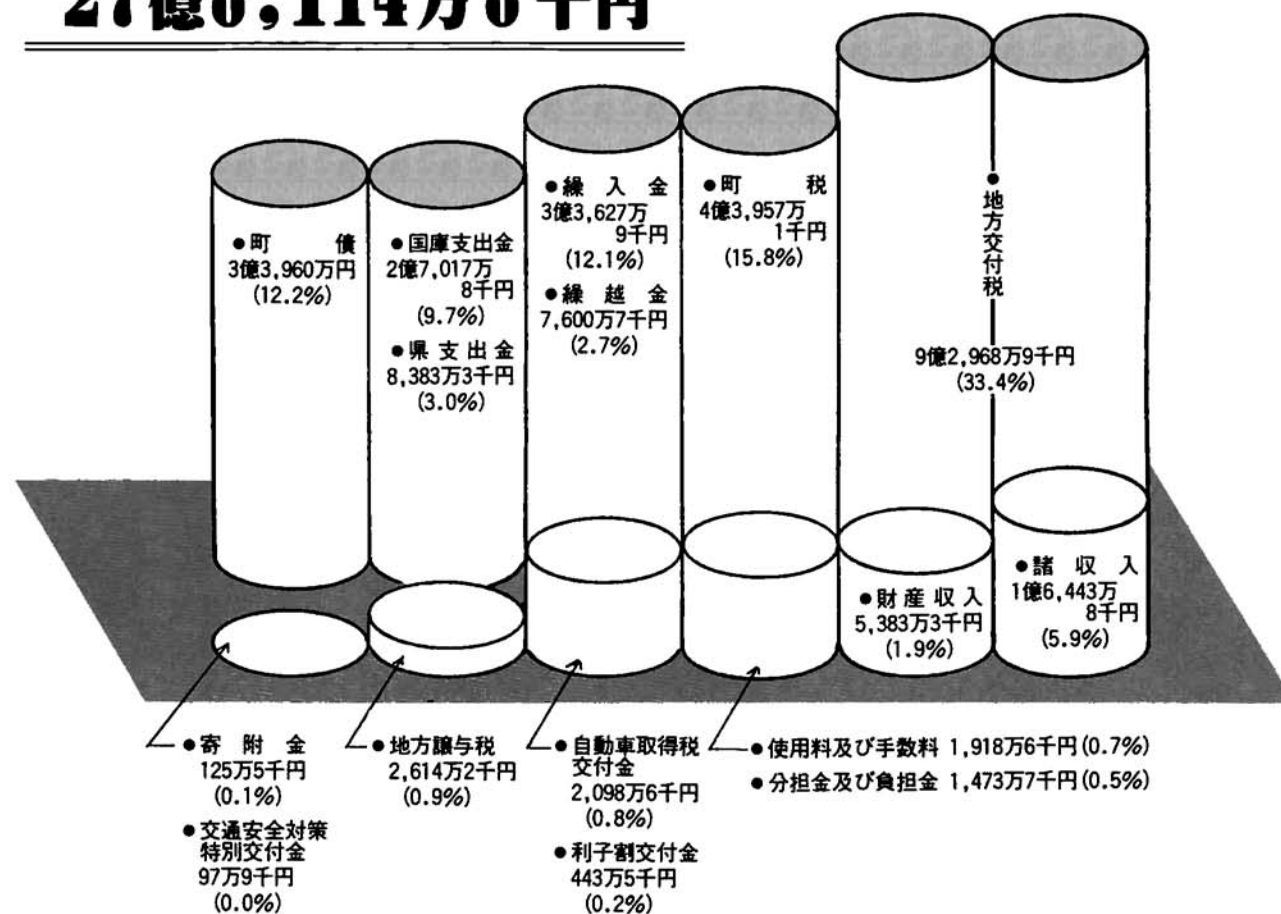 27億8,114万8千円
●町 債
3億3,960万円
(12.2%)
●国庫支出金
2億7,017万
8千円
(9.7%)
●県支出金
8,383万3千円
(3.0%)
●繰入金
3億3,627万
9千円
(12.1%)
●繰越金
7,600万7千円
(2.7%)
●町 税
4億3,957万
1千円
(15.8%)
●地方交付税
9億2,968万9千円
(33.4%)
●財産収入
5,383万3千円
(1.9%)
●諸収入
1億6,443万
8千円
(5.9%)
●寄附金
125万5千円
(0.1%)
●交通安全対策
特別交付金
97万9千円
(0.0%)
●地方譲与税
2,614万2千円
(0.9%)
●自動車取得税
交付金
2,098万6千円
(0.8%)
●利子割交付金
443万5千円
(0.2%)
●使用料及び手数料 1,918万6千円(0.7%)
●分担金及び負担金 1,473万7千円(0.5%)